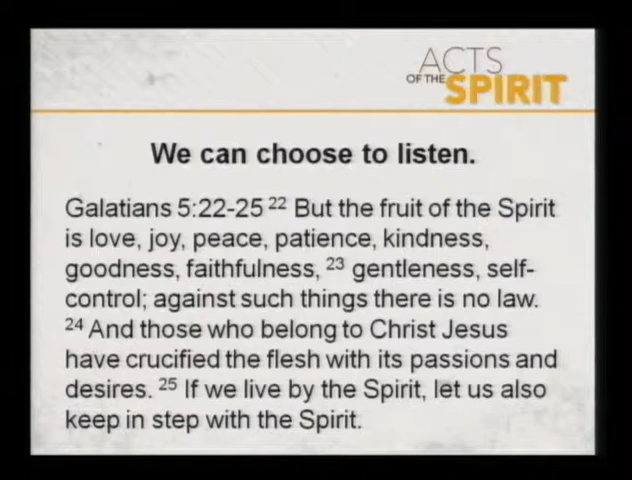 ACTS
OF THE SPIRIT
We can choose to listen.
Galatians 5:22-25 22 But the fruit of the Spirit
is love, joy, peace, patience, kindness,
goodness, faithfulness, 23 gentleness, self-
control; against such things there is no law.
24 And those who belong to Christ Jesus
have crucified the flesh with its passions and
desires. 25 If we live by the Spirit, let us also
keep in step with the Spirit.